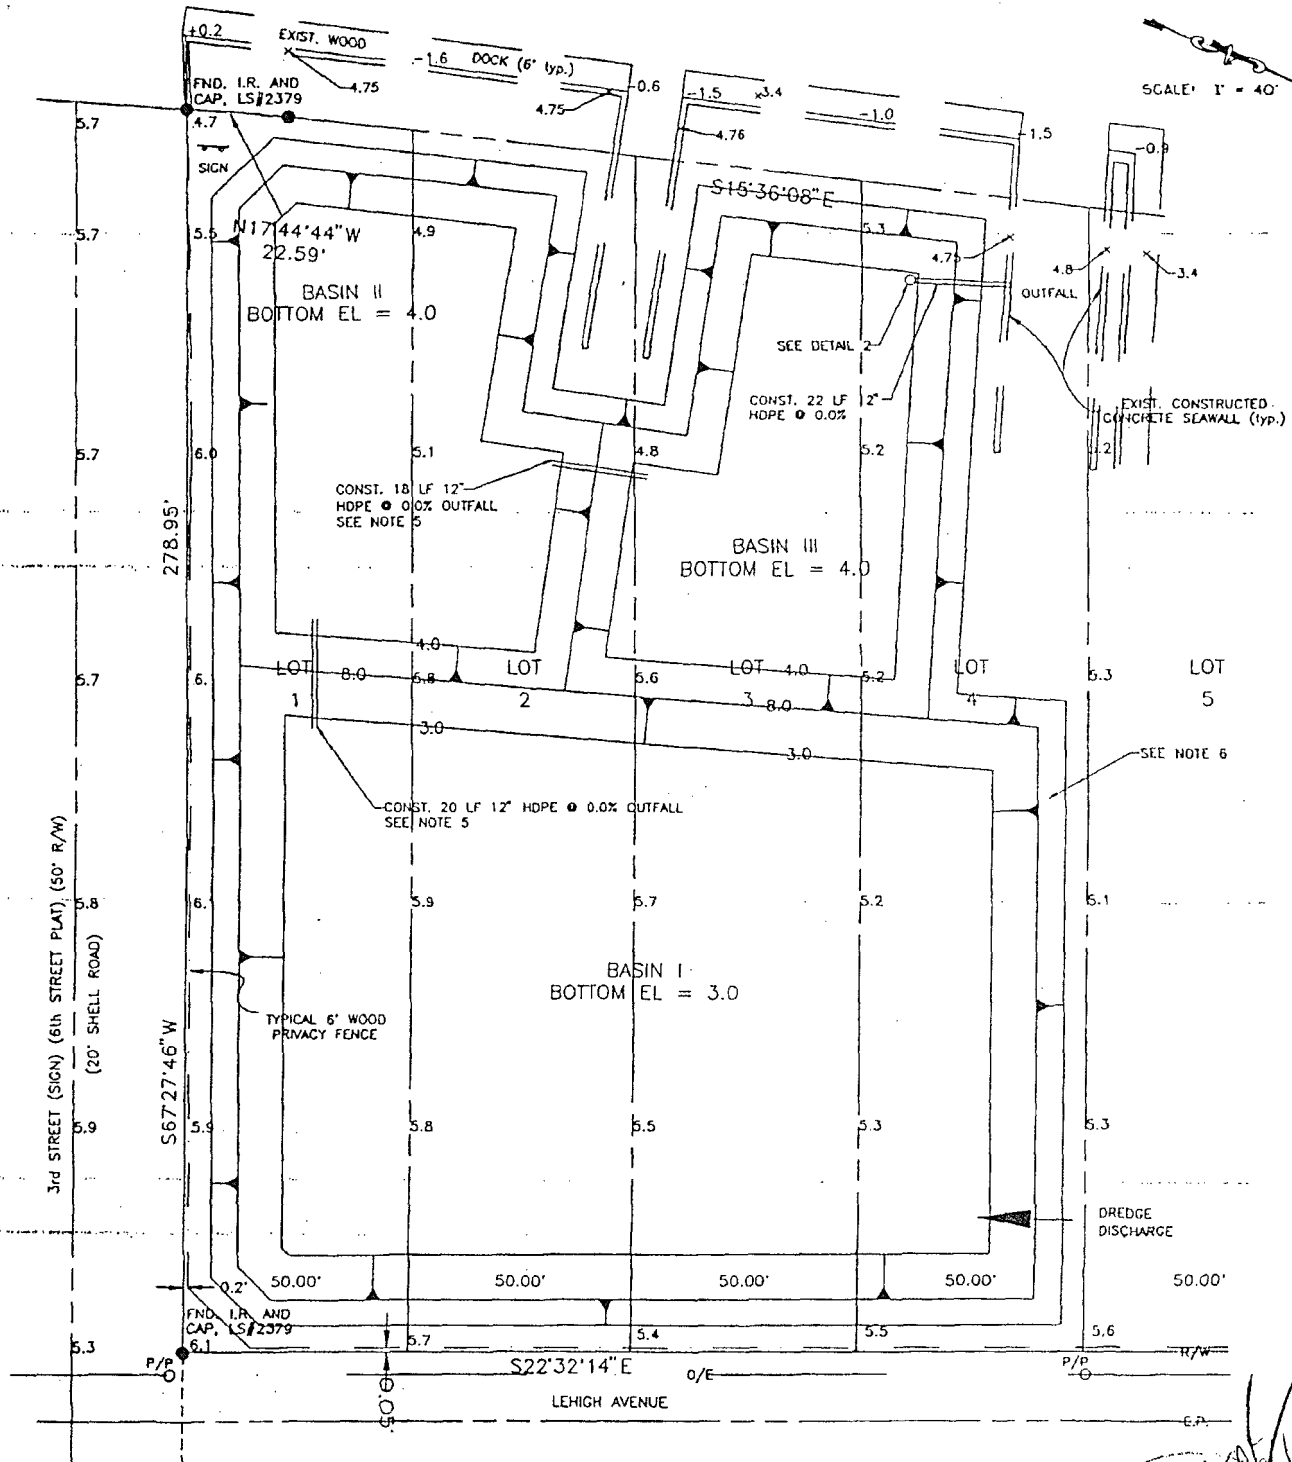 +0.2
EXIST. WOOD
-1.6
DOCK (6' typ.)
4.75
4.75
-0.6
-1.5
3.4
-1.0
-1.5
-0.9
4.76
SCALE: 1" = 40'
FND. I.R. AND
CAP, LS#2379
5.7
4.7
SIGN
S15°36'08"E
5.7
5.5
N17°44'44"W
22.59'
4.9
5.3
4.75
4.8
3.4
OUTFALL
BASIN II
BOTTOM EL = 4.0
SEE DETAIL 2
CONST. 22 LF 12"
HDPE @ 0.0%
EXIST. CONSTRUCTED
CONCRETE SEAWALL (typ.)
5.7
6.0
5.1
4.8
5.2
5.2
CONST. 18 LF 12"
HDPE @ 0.0% OUTFALL
SEE NOTE 5
278.95'
BASIN III
BOTTOM EL = 4.0
4.0
4.0
5.7
6.
LOT
1
8.0
5.8
LOT
2
5.6
LOT
3
8.0
5.2
LOT
4
5.3
LOT
5
3.0
3.0
SEE NOTE 6
CONST. 20 LF 12" HDPE @ 0.0% OUTFALL
SEE NOTE 5
3rd STREET (SIGN) (6th STREET PLAT) (50' R/W)
(20' SHELL ROAD)
5.8
6.
5.9
5.7
5.2
5.1
BASIN I
BOTTOM EL = 3.0
TYPICAL 6' WOOD
PRIVACY FENCE
S67°27'46"W
5.9
5.9
5.8
5.5
5.3
5.3
DREDGE
DISCHARGE
0.2'
50.00'
50.00'
50.00'
50.00'
50.00'
FND. I.R. AND
CAP, LS#2379
5.3
6.1
5.7
5.4
5.5
5.6
P/P
S22°32'14"E
O/E
P/P
R/W
0.05'
LEHIGH AVENUE
E.P.